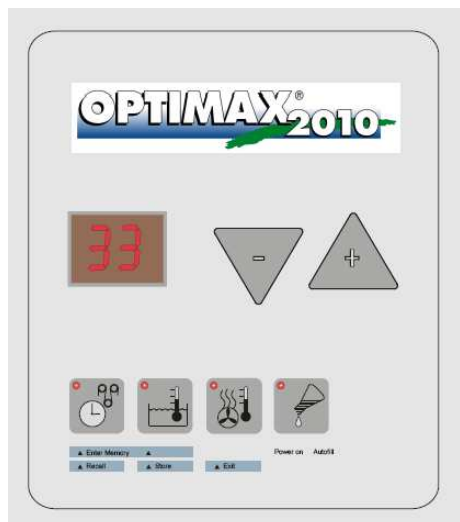 OPTIMAX® 2010
33
- +
▲ Enter Memory ▲ Power on Autofill
▲ Recall ▲ Store ▲ Exit